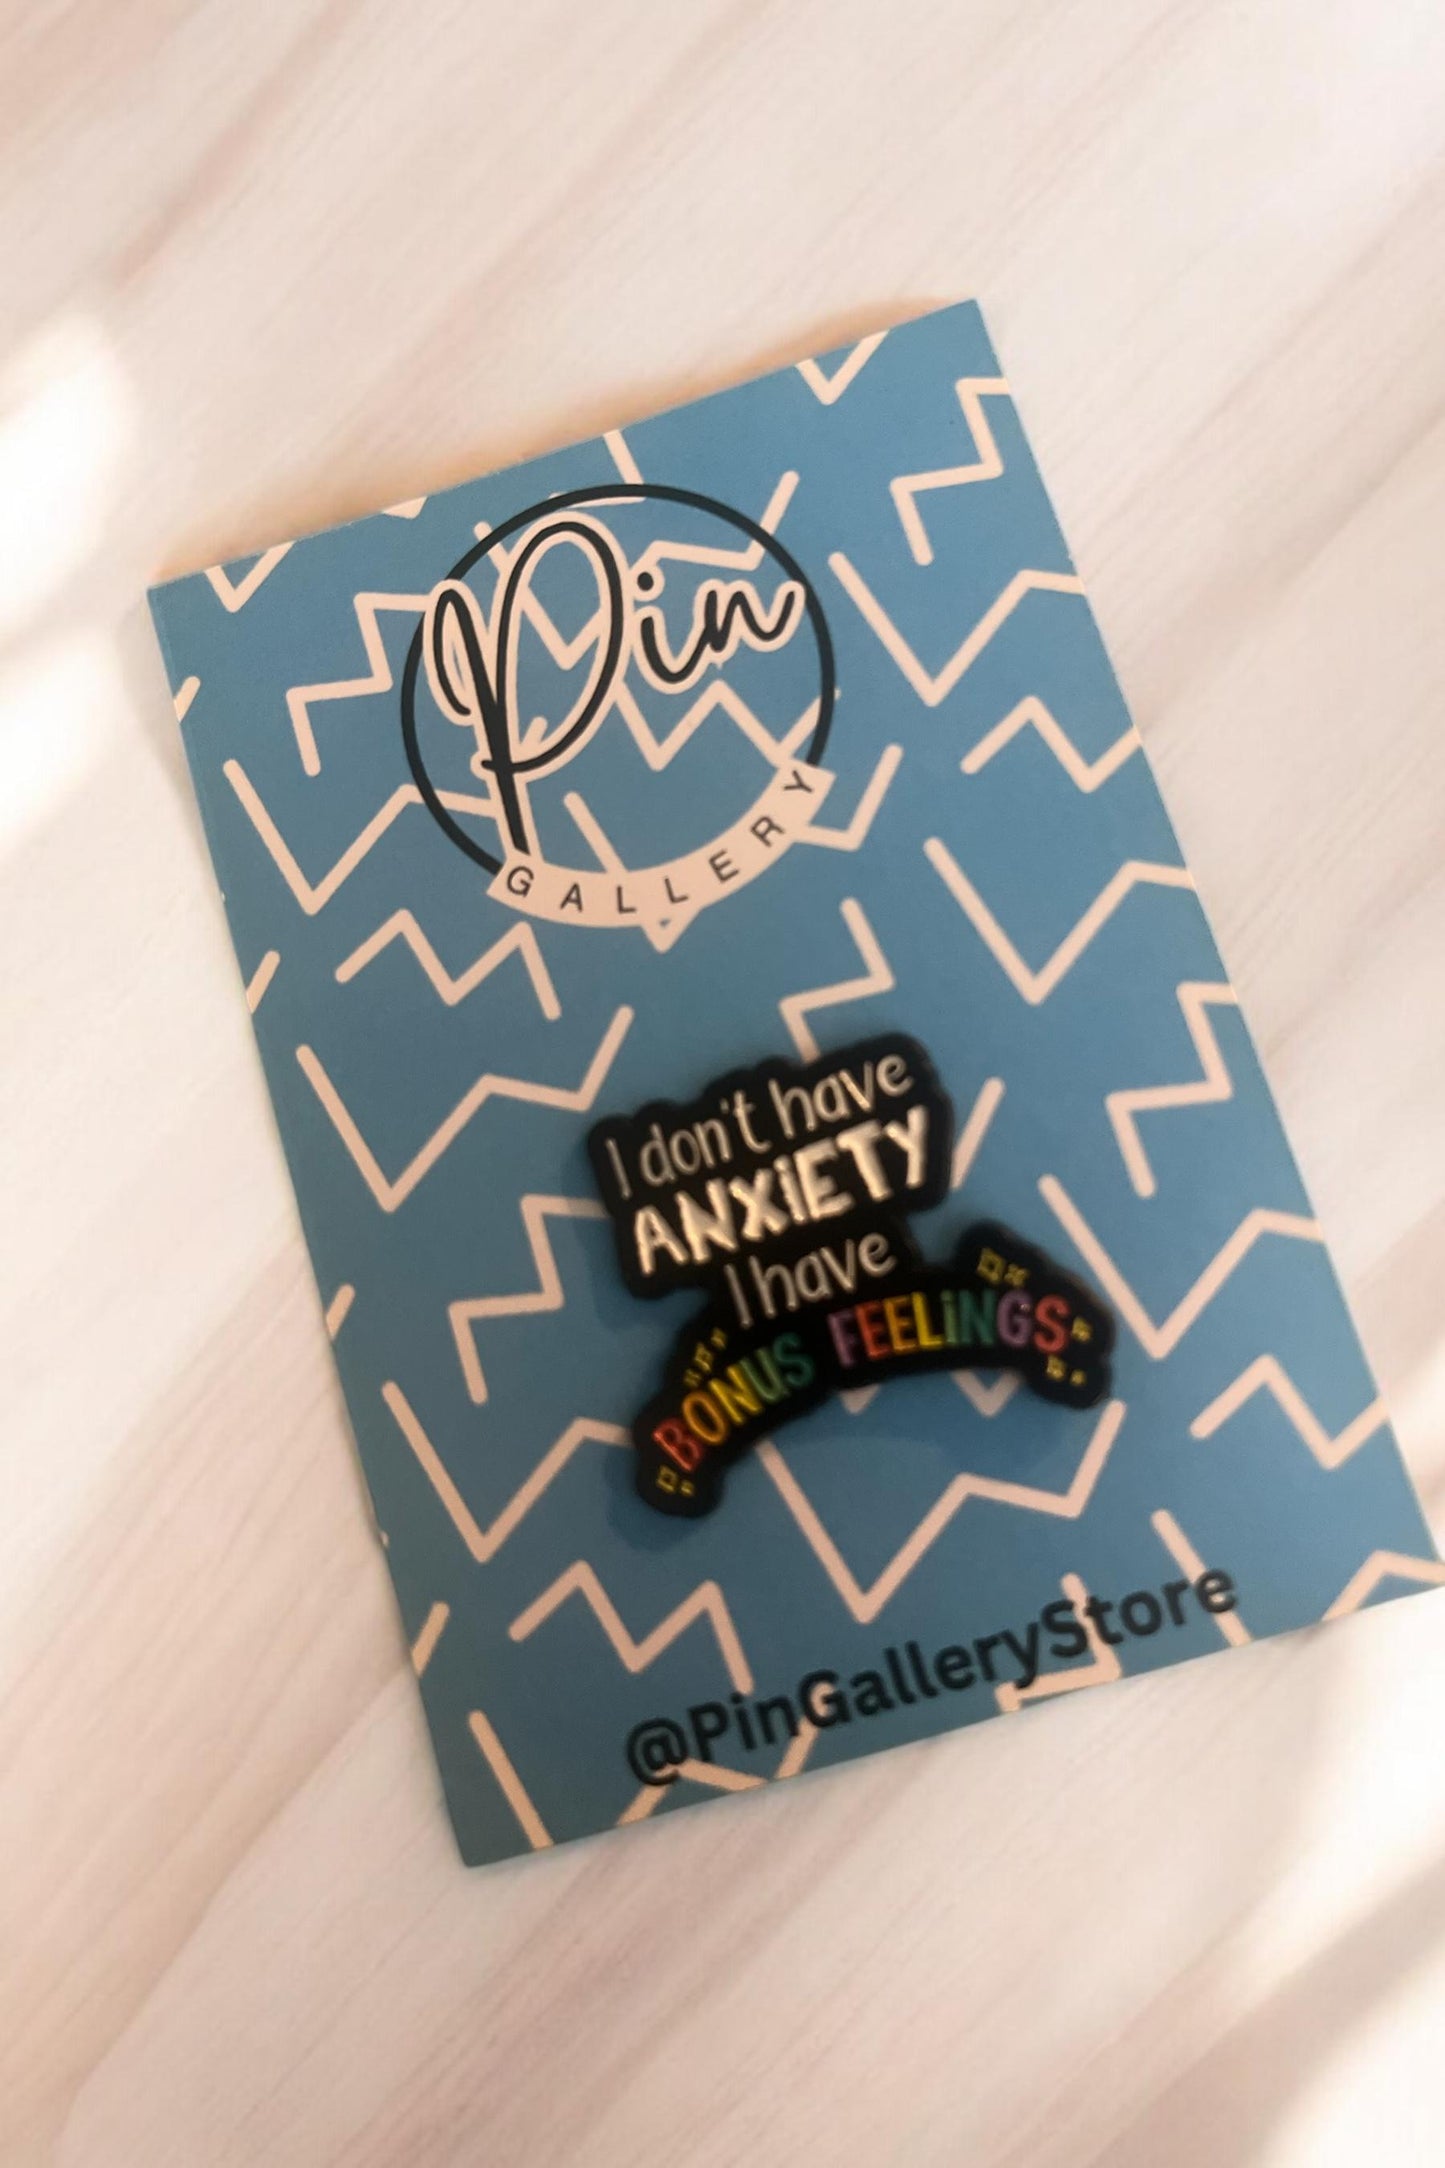 Pin
GALLERY
I don't have
ANXiETY
I have
BONUS FEELiNGS
@PinGalleryStore